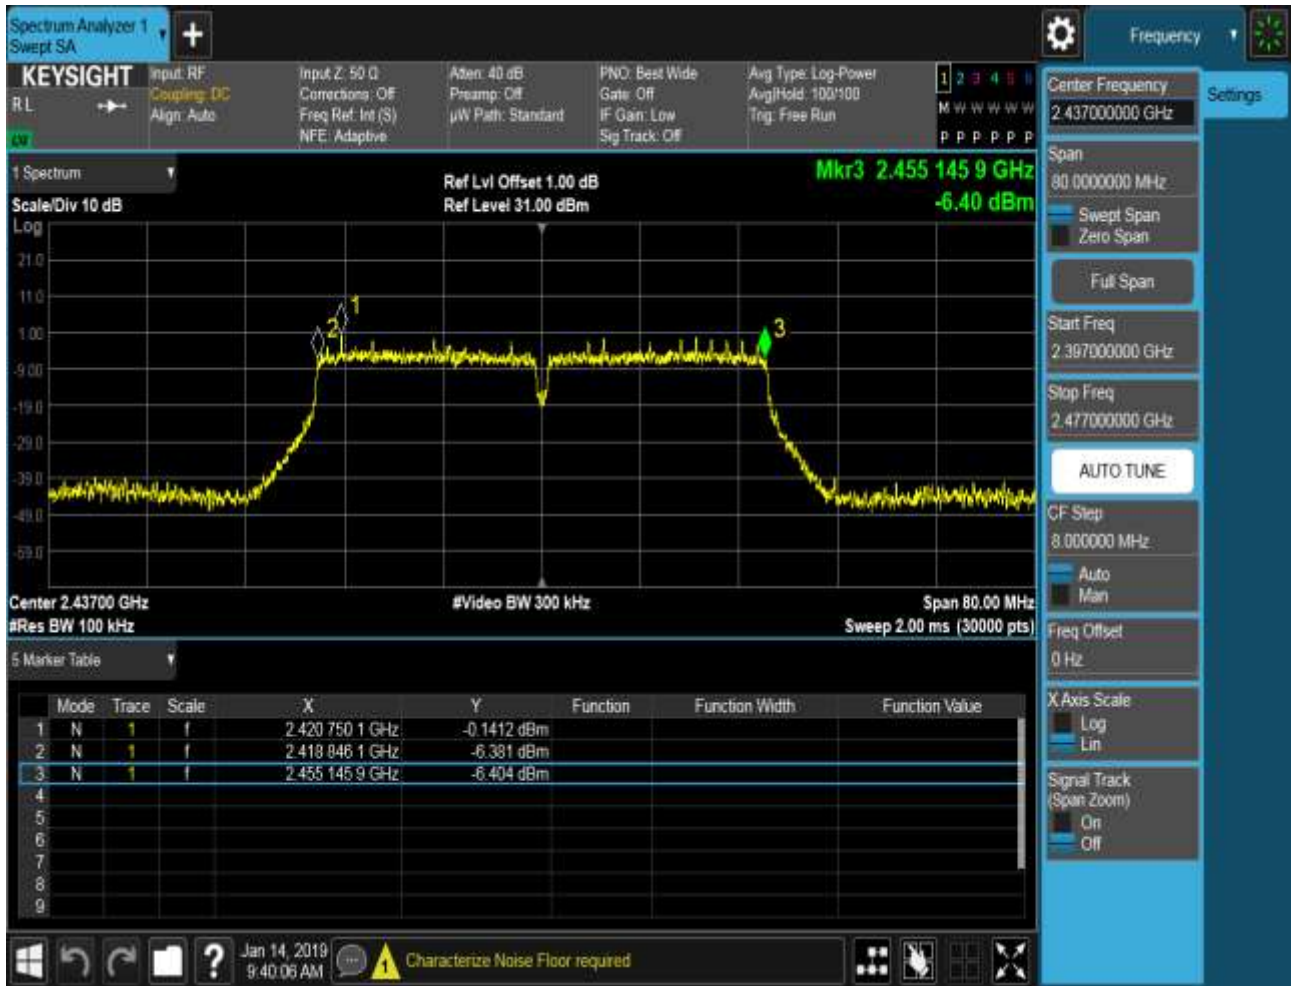 Spectrum Analyzer 1
Swept SA
+
Frequency
KEYSIGHT
RL
Input: RF
Coupling: DC
Align: Auto
Input Z: 50 Ω
Corrections: Off
Freq Ref: Int (S)
NFE: Adaptive
Atten: 40 dB
Preamp: Off
µW Path: Standard
PNO: Best Wide
Gate: Off
IF Gain: Low
Sig Track: Off
Avg Type: Log-Power
Avg|Hold: 100/100
Trig: Free Run
1 2 3 4 5 6
M W W W W W
P P P P P P
1 Spectrum
Scale/Div 10 dB
Ref Lvl Offset 1.00 dB
Ref Level 31.00 dBm
Mkr3 2.455 145 9 GHz
-6.40 dBm
Log
21.0
11.0
1.00
-9.00
-19.0
-29.0
-39.0
-49.0
-59.0
1
2
3
Center 2.43700 GHz
#Res BW 100 kHz
#Video BW 300 kHz
Span 80.00 MHz
Sweep 2.00 ms (30000 pts)
5 Marker Table
Mode Trace Scale X Y Function Function Width Function Value
1 N 1 f 2.420 750 1 GHz -0.1412 dBm
2 N 1 f 2.418 846 1 GHz -6.381 dBm
3 N 1 f 2.455 145 9 GHz -6.404 dBm
4
5
6
7
8
9
?
Jan 14, 2019
9:40:06 AM
1
Characterize Noise Floor required
Center Frequency
2.437000000 GHz
Settings
Span
80.0000000 MHz
Swept Span
Zero Span
Full Span
Start Freq
2.397000000 GHz
Stop Freq
2.477000000 GHz
AUTO TUNE
CF Step
8.000000 MHz
Auto
Man
Freq Offset
0 Hz
X Axis Scale
Log
Lin
Signal Track
(Span Zoom)
On
Off